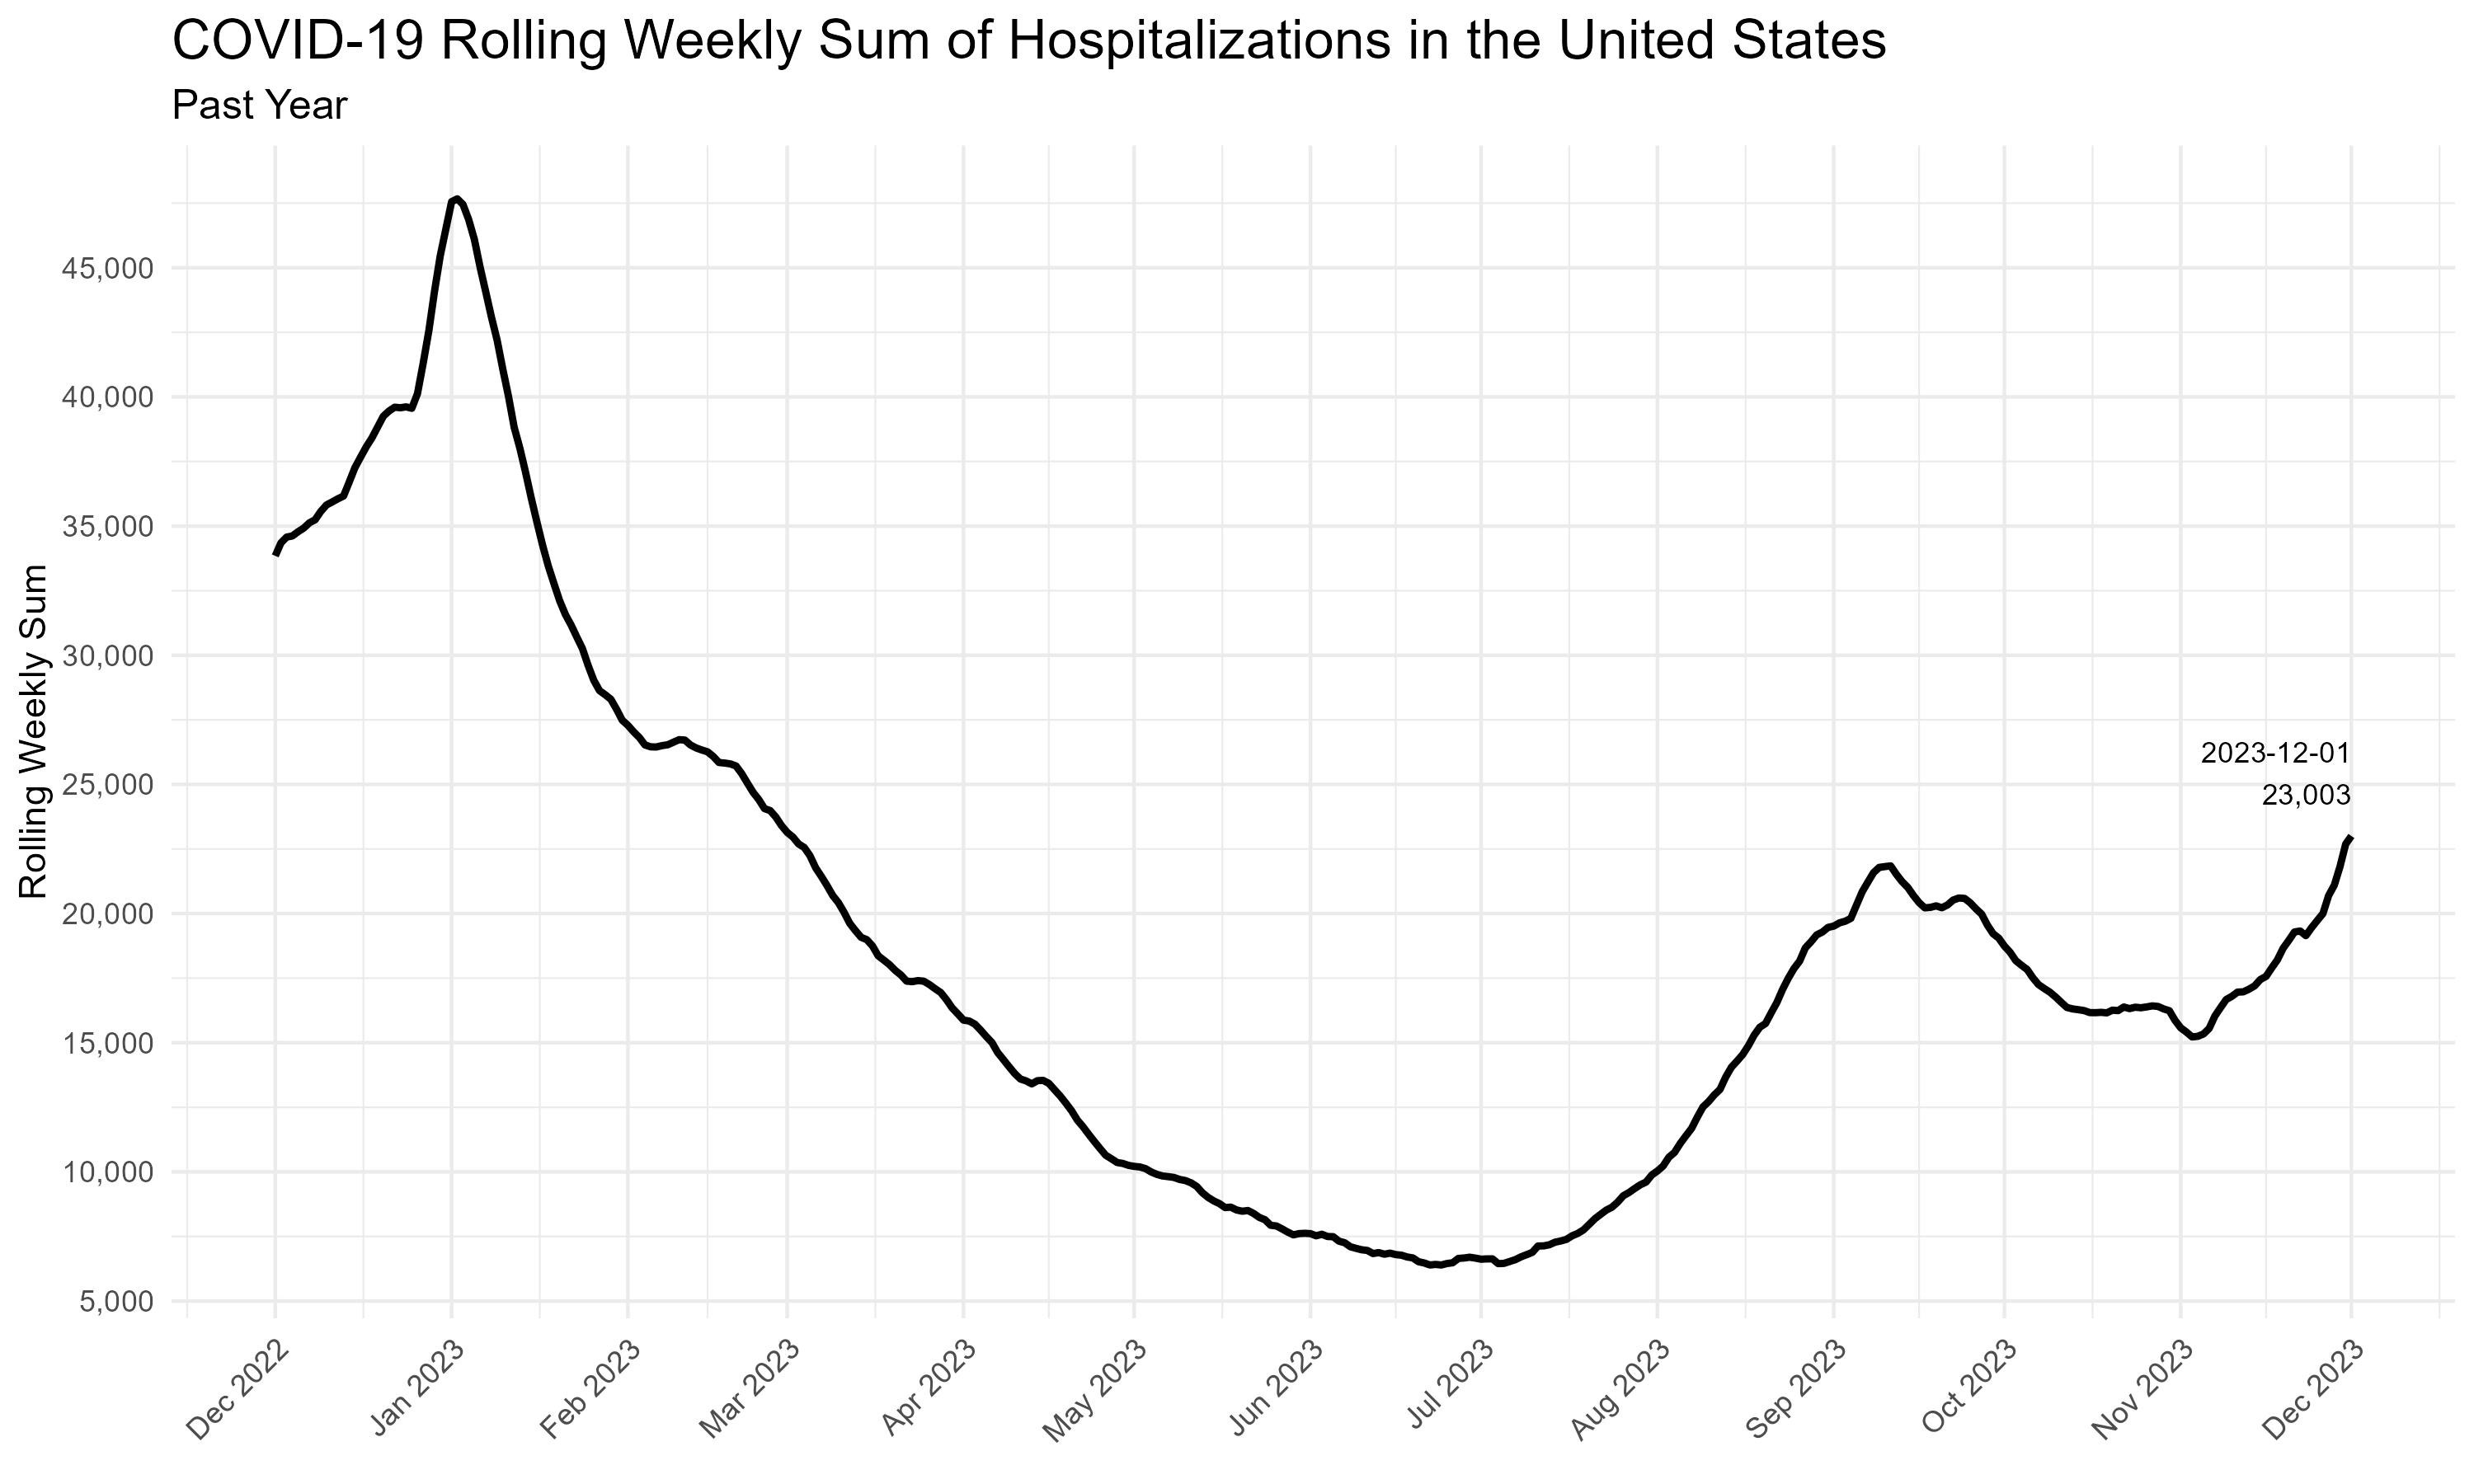 COVID-19 Rolling Weekly Sum of Hospitalizations in the United States
Past Year
Rolling Weekly Sum
45,000
40,000
35,000
30,000
25,000
20,000
15,000
10,000
5,000
2023-12-01
23,003
Dec 2022
Jan 2023
Feb 2023
Mar 2023
Apr 2023
May 2023
Jun 2023
Jul 2023
Aug 2023
Sep 2023
Oct 2023
Nov 2023
Dec 2023